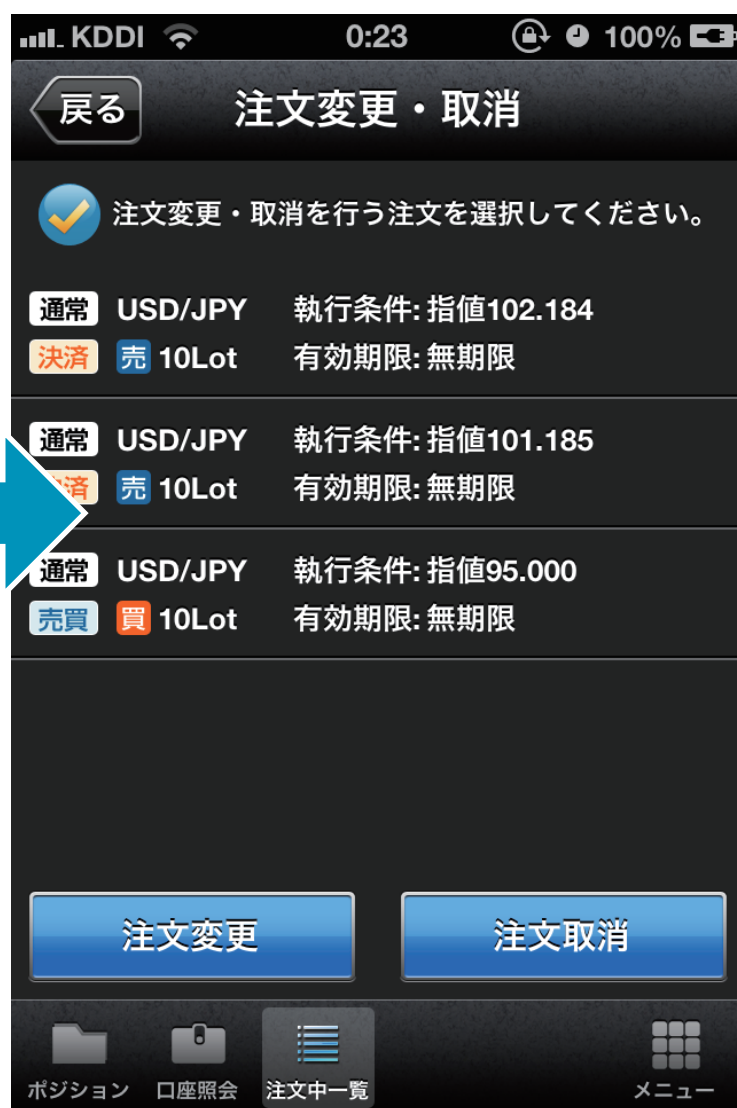 KDDI 0:23 100%
戻る 注文変更・取消
注文変更・取消を行う注文を選択してください。
通常 USD/JPY 執行条件: 指値102.184
決済 売 10Lot 有効期限: 無期限
通常 USD/JPY 執行条件: 指値101.185
済 売 10Lot 有効期限: 無期限
通常 USD/JPY 執行条件: 指値95.000
売買 買 10Lot 有効期限: 無期限
注文変更 注文取消
ポジション 口座照会 注文中一覧 メニュー